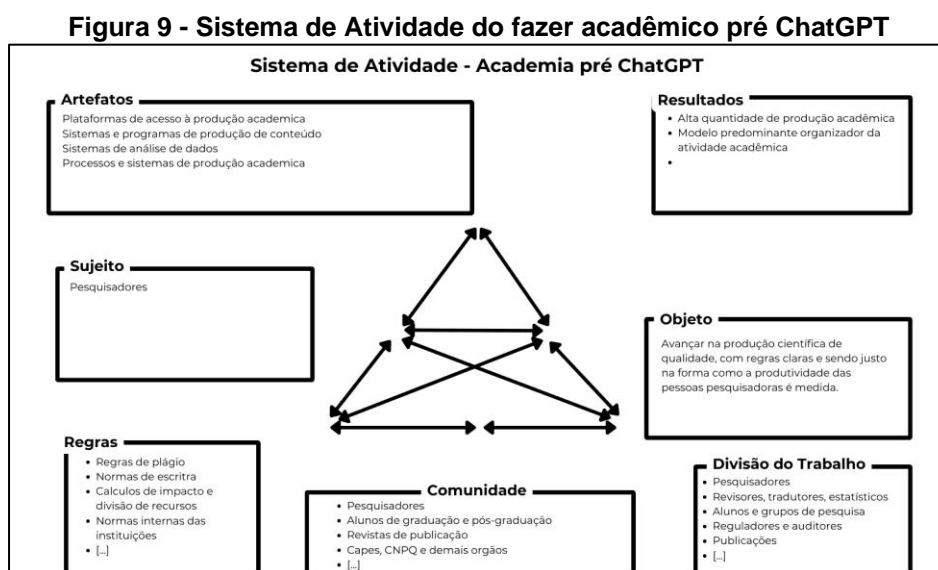 Figura 9 - Sistema de Atividade do fazer acadêmico pré ChatGPT
Sistema de Atividade - Academia pré ChatGPT
Artefatos
Plataformas de acesso à produção academica
Sistemas e programas de produção de conteúdo
Sistemas de análise de dados
Processos e sistemas de produção academica
Resultados
• Alta quantidade de produção acadêmica
• Modelo predominante organizador da
atividade acadêmica
•
Sujeito
Pesquisadores
Objeto
Avançar na produção científica de
qualidade, com regras claras e sendo justo
na forma como a produtividade das
pessoas pesquisadoras é medida.
Regras
• Regras de plágio
• Normas de escritra
• Calculos de impacto e
divisão de recursos
• Normas internas das
instituições
• [...]
Comunidade
• Pesquisadores
• Alunos de graduação e pós-graduação
• Revistas de publicação
• Capes, CNPQ e demais orgãos
• [...]
Divisão do Trabalho
• Pesquisadores
• Revisores, tradutores, estatísticos
• Alunos e grupos de pesquisa
• Reguladores e auditores
• Publicações
• [...]